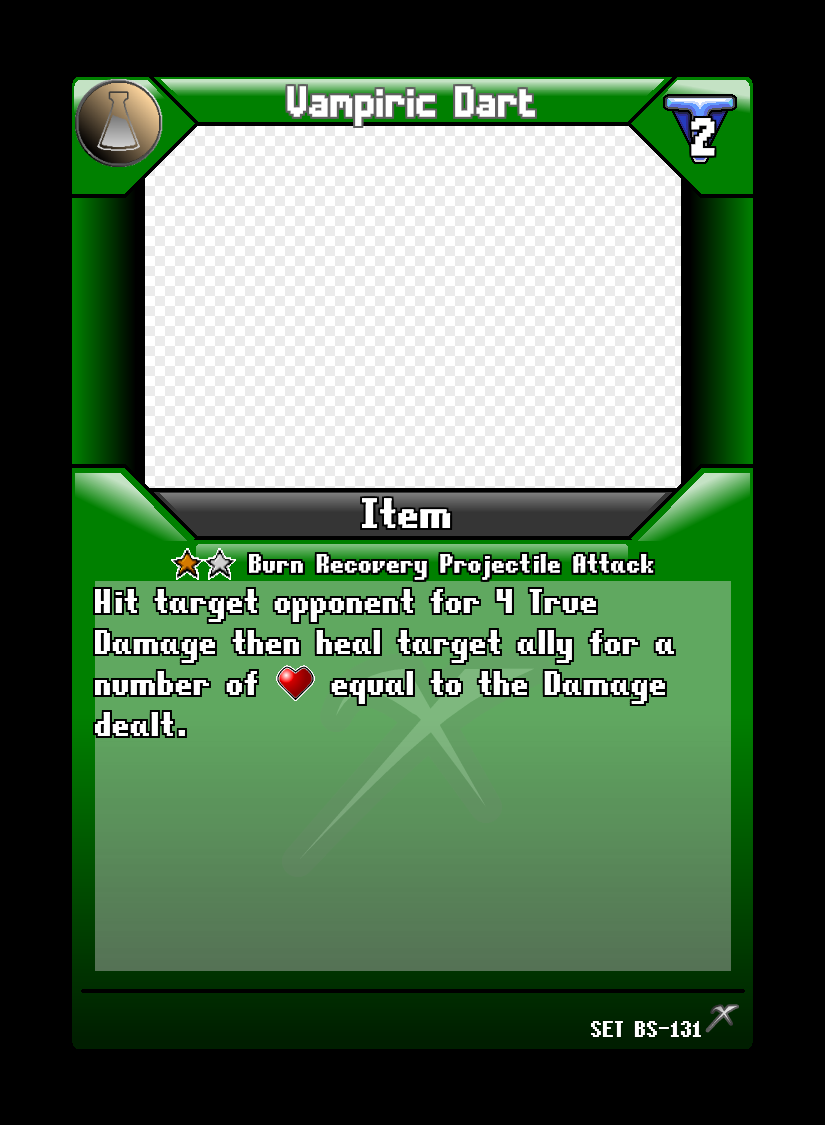 Vampiric Dart
2
Item
Burn Recovery Projectile Attack
Hit target opponent for 4 True
Damage then heal target ally for a
number of equal to the Damage
dealt.
SET BS-131